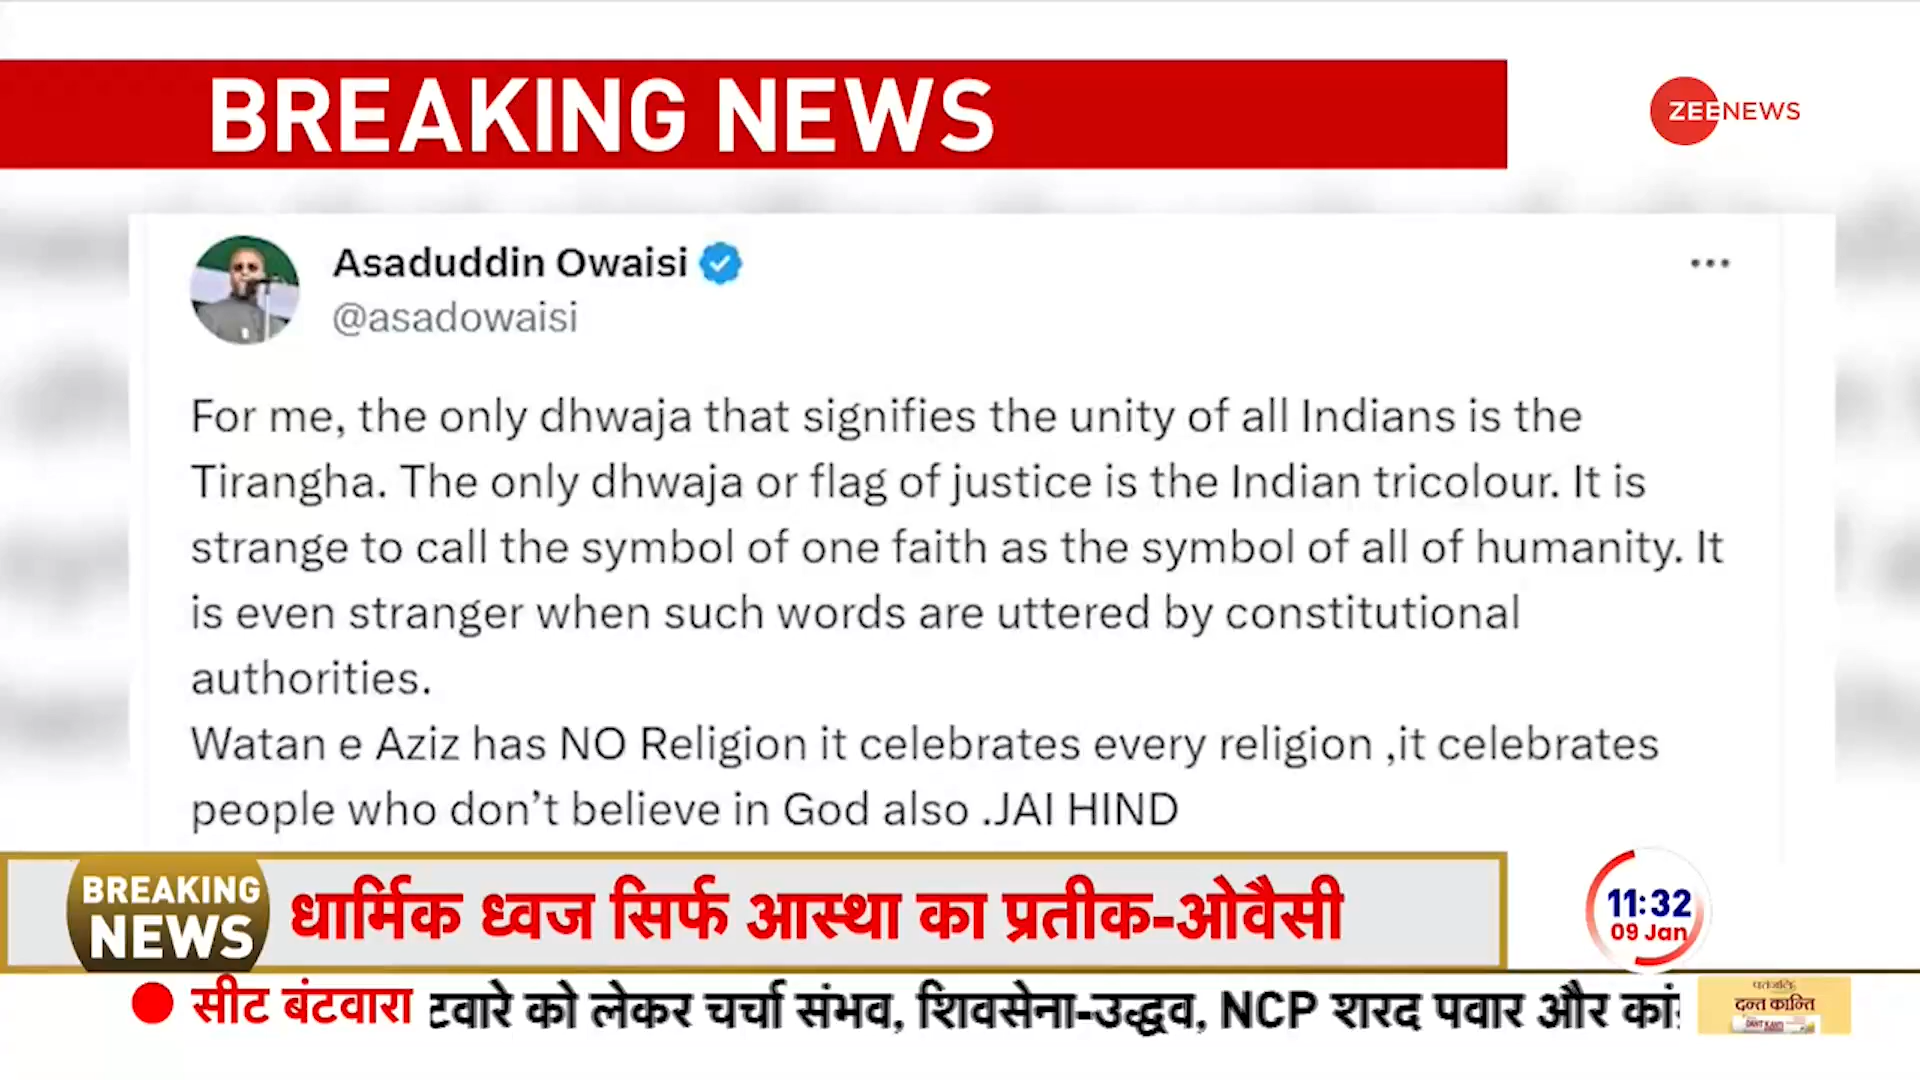 BREAKING NEWS
ZEENEWS
Asaduddin Owaisi
@asadowaisi
For me, the only dhwaja that signifies the unity of all Indians is the
Tirangha. The only dhwaja or flag of justice is the Indian tricolour. It is
strange to call the symbol of one faith as the symbol of all of humanity. It
is even stranger when such words are uttered by constitutional
authorities.
Watan e Aziz has NO Religion it celebrates every religion ,it celebrates
people who don’t believe in God also .JAI HIND
BREAKING
NEWS
धार्मिक ध्वज सिर्फ आस्था का प्रतीक-ओवैसी
11:32
09 Jan
सीट बंटवारा
टवारे को लेकर चर्चा संभव, शिवसेना-उद्धव, NCP शरद पवार और
पतंजलि
दन्त कान्ति
DANT KANTI